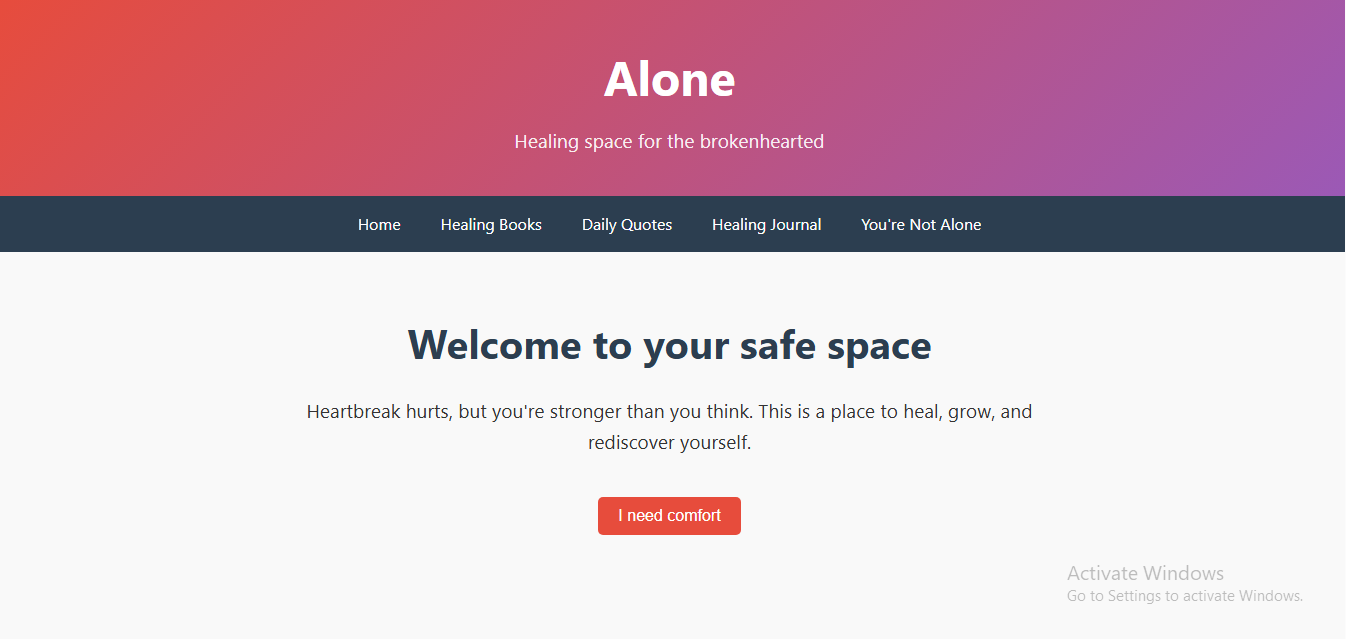 Alone
Healing space for the brokenhearted
Home Healing Books Daily Quotes Healing Journal You're Not Alone
Welcome to your safe space
Heartbreak hurts, but you're stronger than you think. This is a place to heal, grow, and
rediscover yourself.
I need comfort
Activate Windows
Go to Settings to activate Windows.